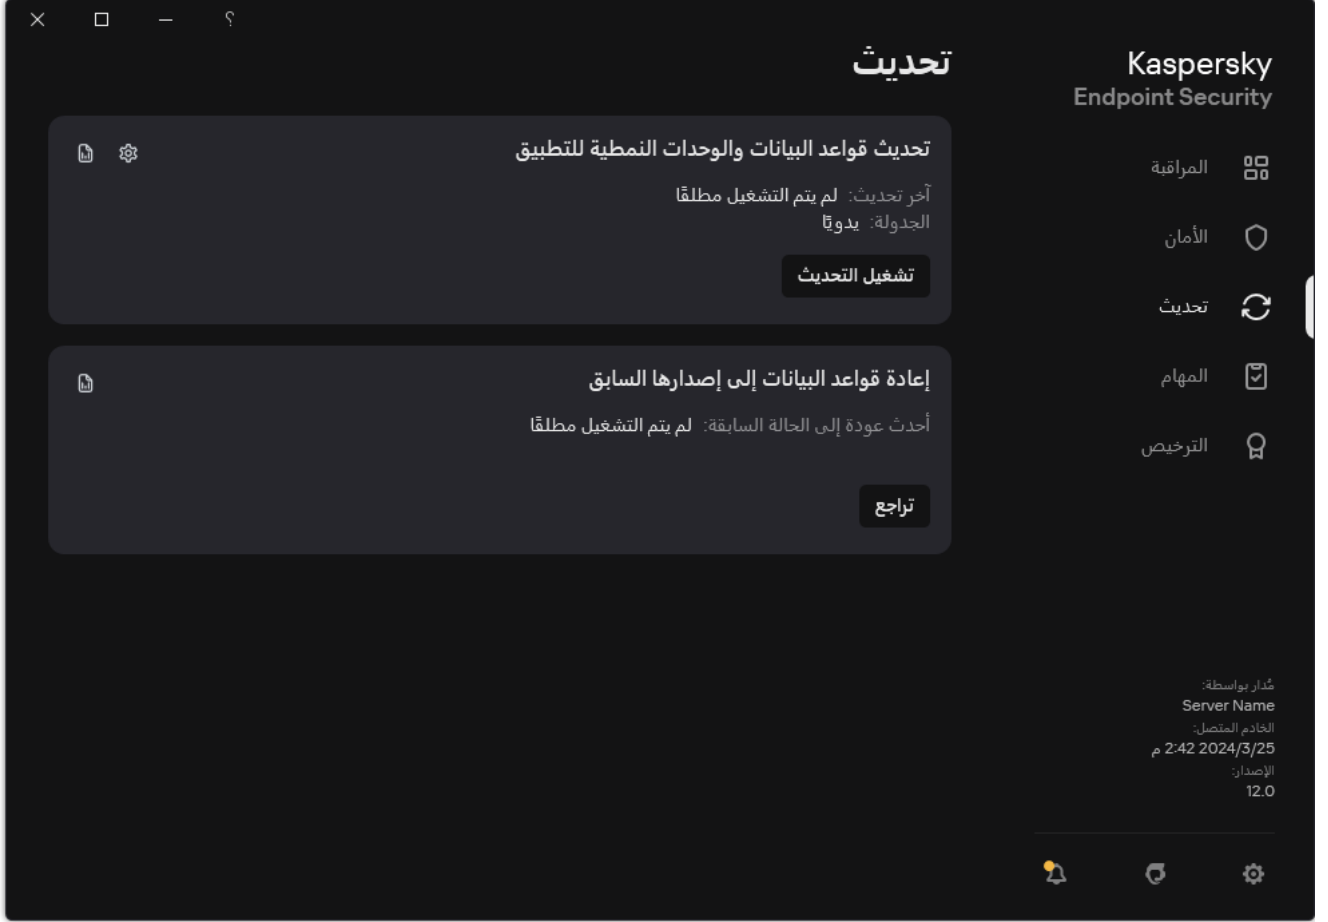 ؟
Kaspersky
Endpoint Security
المراقبة
الأمان
تحديث
المهام
الترخيص
مُدار بواسطة:
Server Name
الخادم المتصل:
2024/3/25 2:42 م
الإصدار:
12.0
تحديث
تحديث قواعد البيانات والوحدات النمطية للتطبيق
آخر تحديث: لم يتم التشغيل مطلقًا
الجدولة: يدويًا
تشغيل التحديث
إعادة قواعد البيانات إلى إصدارها السابق
أحدث عودة إلى الحالة السابقة: لم يتم التشغيل مطلقًا
تراجع